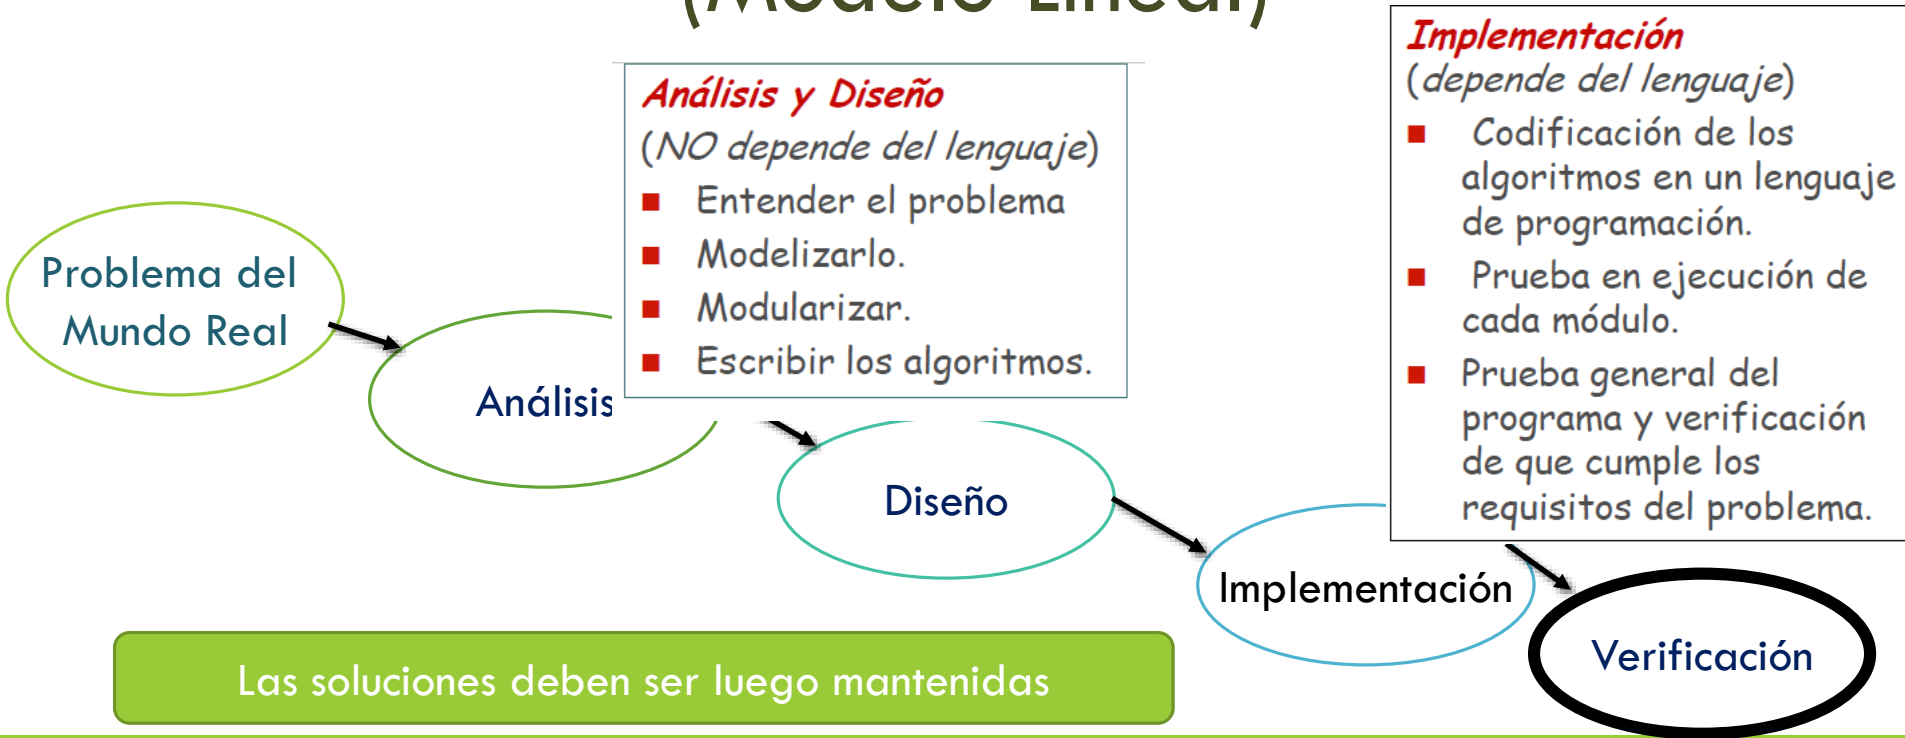 (Modelo Lineal)
Problema del
Mundo Real
Análisis
Análisis y Diseño
(NO depende del lenguaje)
Entender el problema
Modelizarlo.
Modularizar.
Escribir los algoritmos.
Diseño
Implementación
(depende del lenguaje)
Codificación de los
algoritmos en un lenguaje
de programación.
Prueba en ejecución de
cada módulo.
Prueba general del
programa y verificación
de que cumple los
requisitos del problema.
Implementación
Verificación
Las soluciones deben ser luego mantenidas